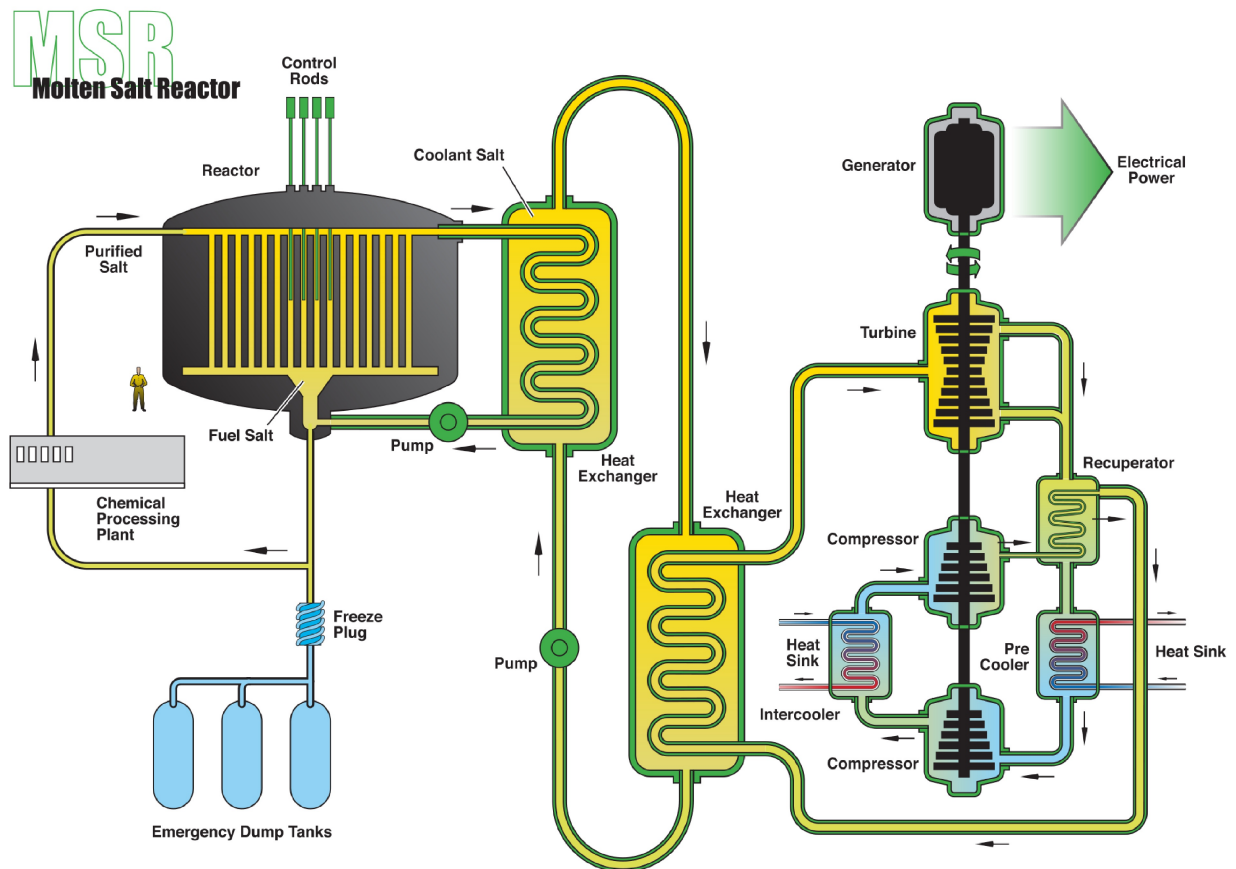 MSR
Molten Salt Reactor
Control
Rods
Reactor
Coolant Salt
Purified
Salt
Fuel Salt
Pump
Heat
Exchanger
Chemical
Processing
Plant
Freeze
Plug
Emergency Dump Tanks
Pump
Heat
Exchanger
Generator
Electrical
Power
Turbine
Recuperator
Compressor
Heat
Sink
Pre
Cooler
Heat Sink
Intercooler
Compressor